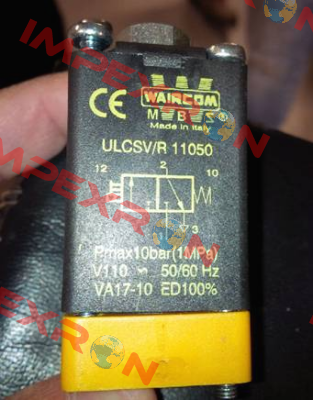 WAIRCOM
M B S ®
Made in Italy
CE
ULCSV/R 11050
12 2 10
1 3
Pmax10bar(1MPa)
V110 ~ 50/60 Hz
VA17-10 ED100%
IMPEXRON
IMPEXRON
IMPEXRON